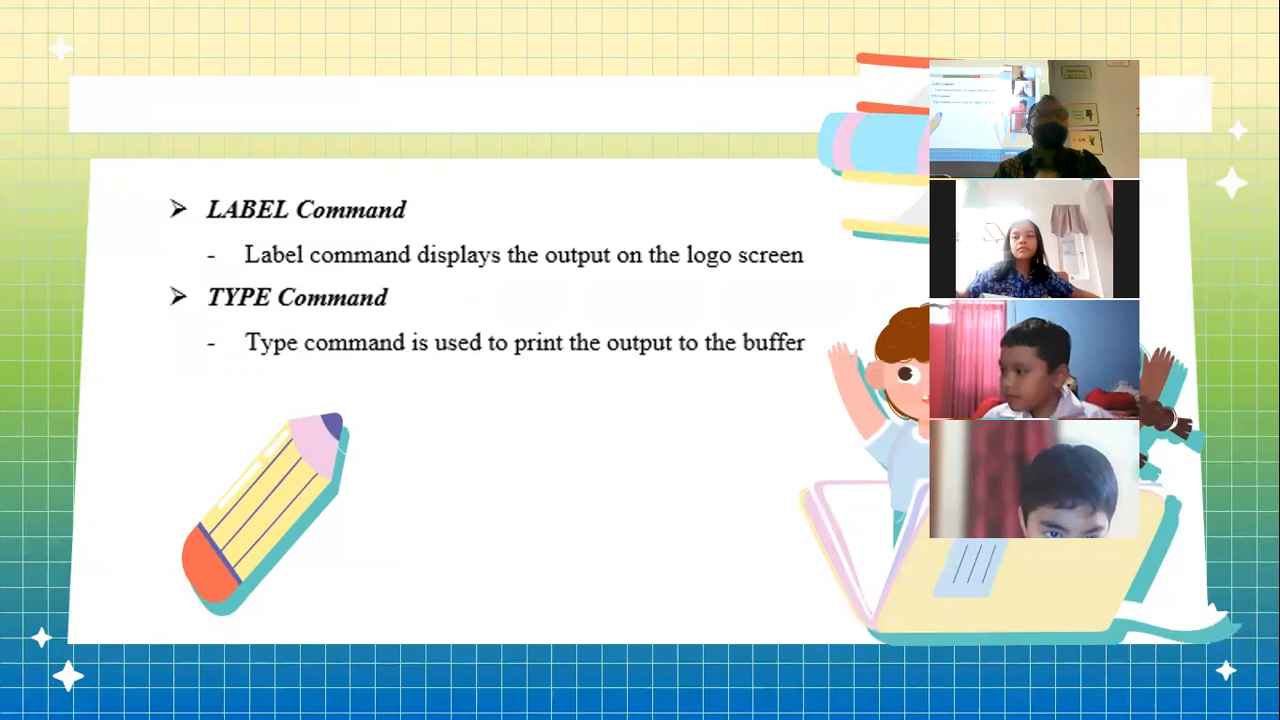 ➢ LABEL Command
- Label command displays the output on the logo screen
➢ TYPE Command
- Type command is used to print the output to the buffer